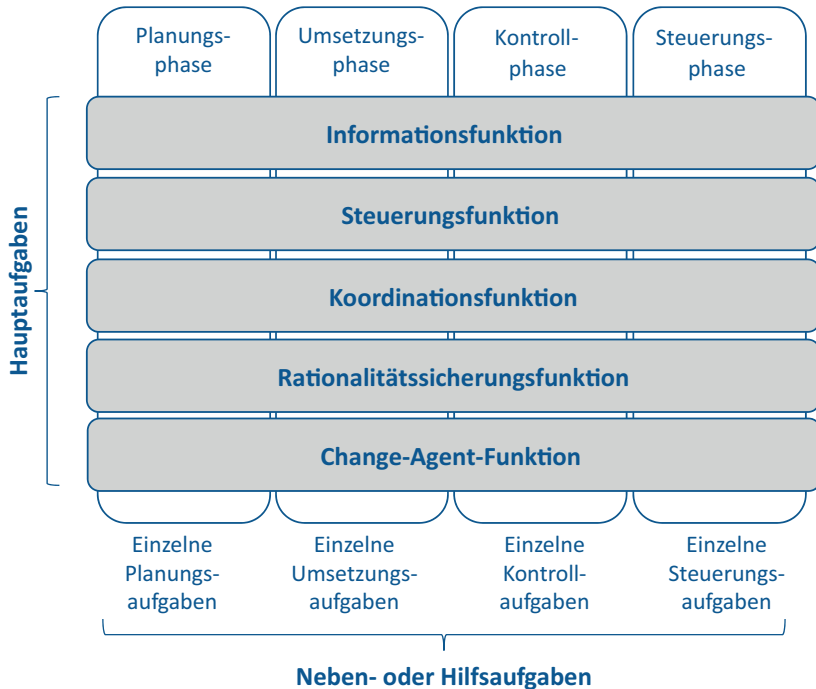 Planungs-
phase
Umsetzungs-
phase
Kontroll-
phase
Steuerungs-
phase
Hauptaufgaben
Informationsfunktion
Steuerungsfunktion
Koordinationsfunktion
Rationalitätssicherungsfunktion
Change-Agent-Funktion
Einzelne
Planungs-
aufgaben
Einzelne
Umsetzungs-
aufgaben
Einzelne
Kontroll-
aufgaben
Einzelne
Steuerungs-
aufgaben
Neben- oder Hilfsaufgaben